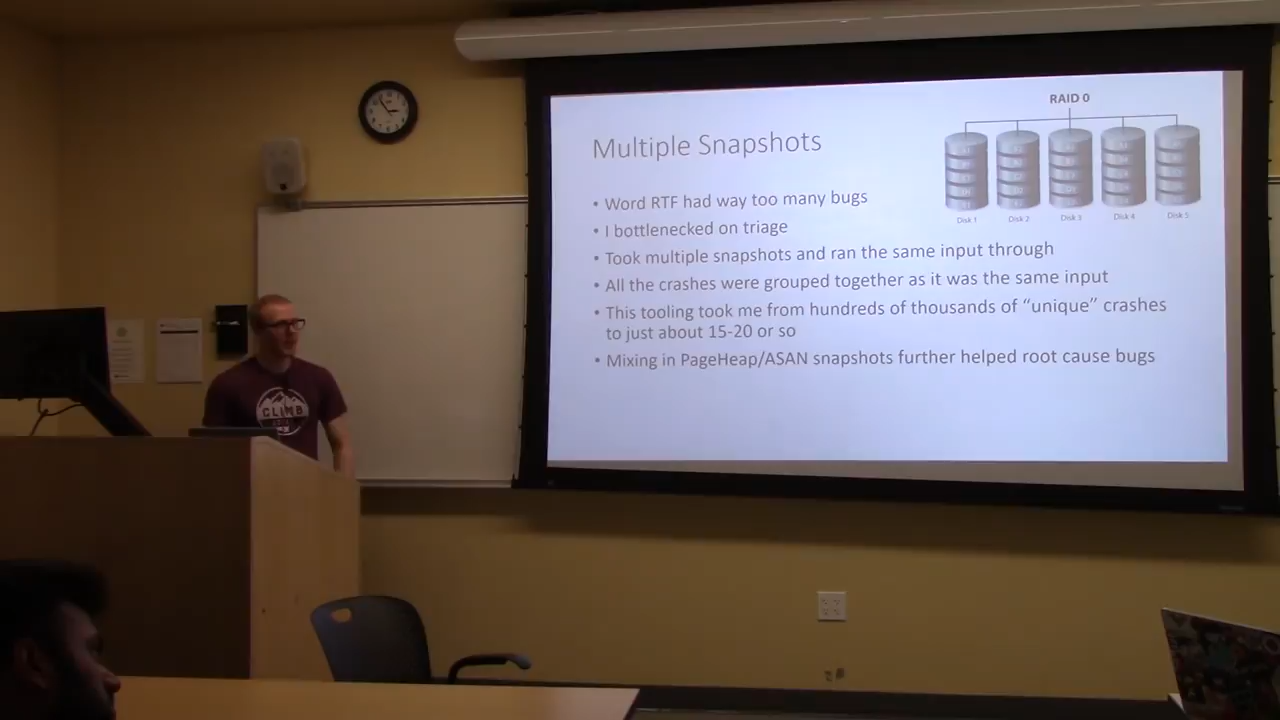 RAID 0
Multiple Snapshots
Disk 1 Disk 2 Disk 3 Disk 4 Disk 5
• Word RTF had way too many bugs
• I bottlenecked on triage
• Took multiple snapshots and ran the same input through
• All the crashes were grouped together as it was the same input
• This tooling took me from hundreds of thousands of “unique” crashes
to just about 15-20 or so
• Mixing in PageHeap/ASAN snapshots further helped root cause bugs
CLIMB